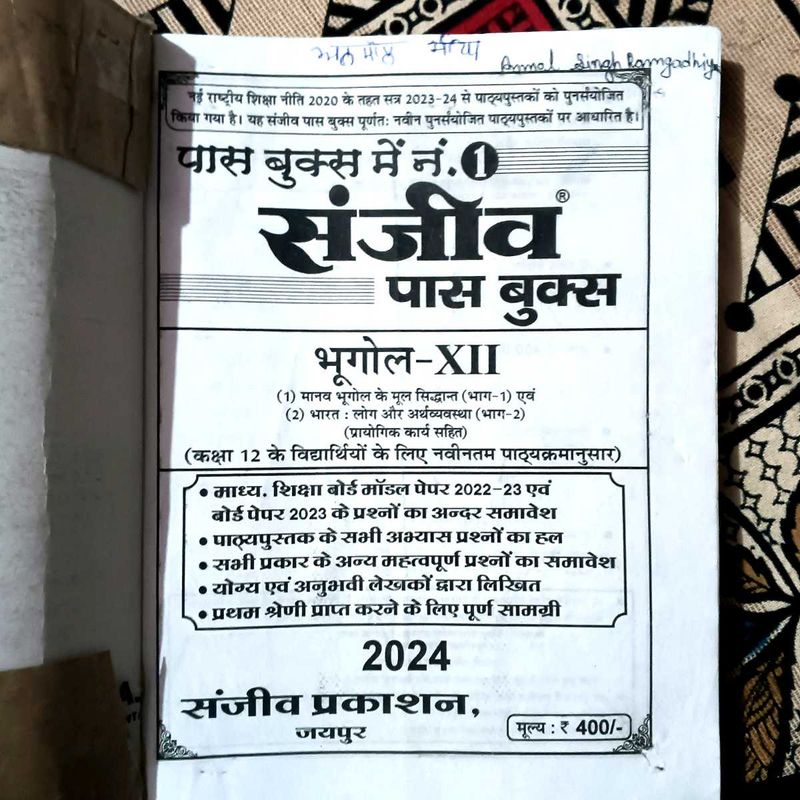 Anmol Singh Ramgadhiya
नई राष्ट्रीय शिक्षा नीति 2020 के तहत सत्र 2023-24 से पाठ्यपुस्तकों को पुनर्संयोजित
किया गया है। यह संजीव पास बुक्स पूर्णतः नवीन पुनर्संयोजित पाठ्यपुस्तकों पर आधारित है।
पास बुक्स में नं. 1
संजीव®
पास बुक्स
भूगोल-XII
(1) मानव भूगोल के मूल सिद्धान्त (भाग-1) एवं
(2) भारत : लोग और अर्थव्यवस्था (भाग-2)
(प्रायोगिक कार्य सहित)
(कक्षा 12 के विद्यार्थियों के लिए नवीनतम पाठ्यक्रमानुसार)
• माध्य. शिक्षा बोर्ड मॉडल पेपर 2022-23 एवं
बोर्ड पेपर 2023 के प्रश्नों का अन्दर समावेश
• पाठ्यपुस्तक के सभी अभ्यास प्रश्नों का हल
• सभी प्रकार के अन्य महत्वपूर्ण प्रश्नों का समावेश
• योग्य एवं अनुभवी लेखकों द्वारा लिखित
• प्रथम श्रेणी प्राप्त करने के लिए पूर्ण सामग्री
2024
संजीव प्रकाशन,
जयपुर
मूल्य : ₹ 400/-